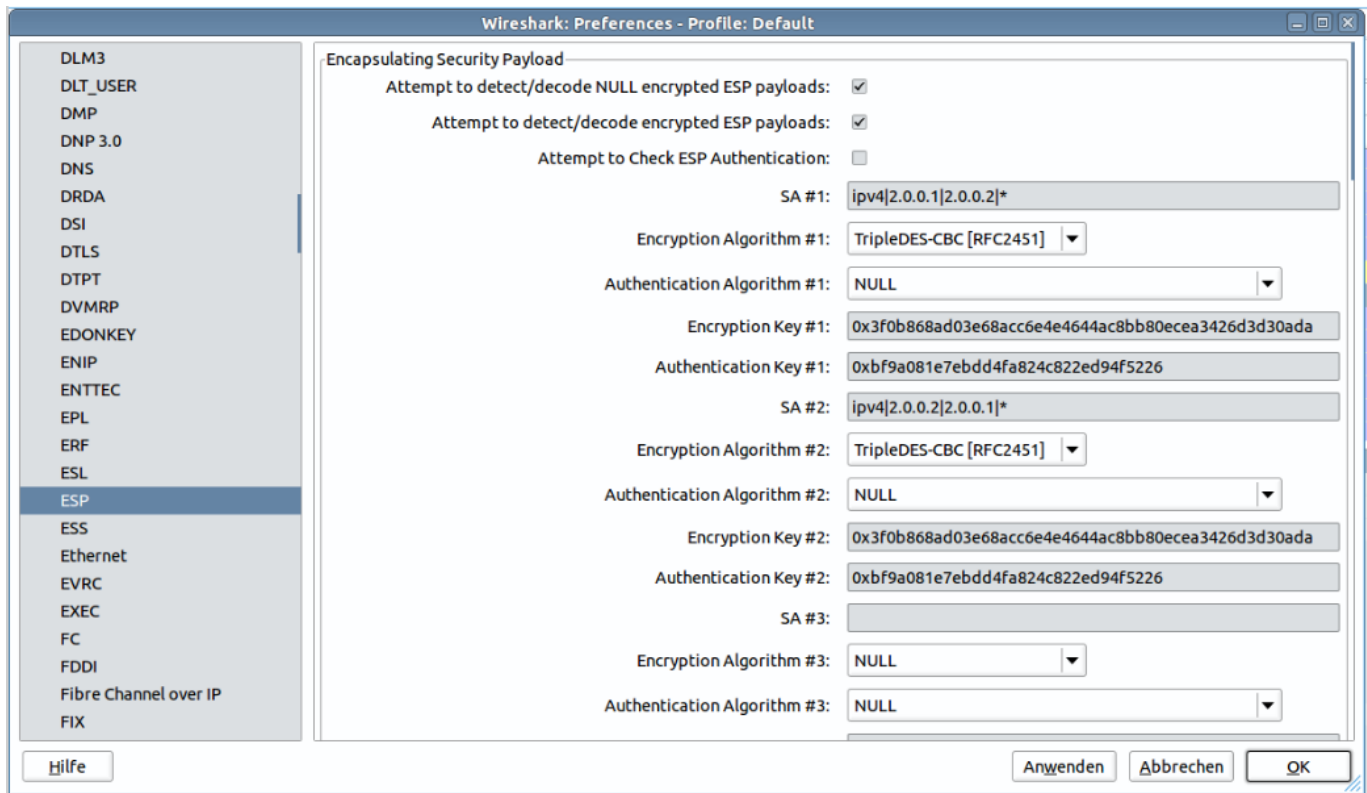 Wireshark: Preferences - Profile: Default
DLM3
DLT_USER
DMP
DNP 3.0
DNS
DRDA
DSI
DTLS
DTPT
DVMRP
EDONKEY
ENIP
ENTTEC
EPL
ERF
ESL
ESP
ESS
Ethernet
EVRC
EXEC
FC
FDDI
Fibre Channel over IP
FIX
Encapsulating Security Payload
Attempt to detect/decode NULL encrypted ESP payloads:
Attempt to detect/decode encrypted ESP payloads:
Attempt to Check ESP Authentication:
SA #1: ipv4|2.0.0.1|2.0.0.2|*
Encryption Algorithm #1: TripleDES-CBC [RFC2451]
Authentication Algorithm #1: NULL
Encryption Key #1: 0x3f0b868ad03e68acc6e4e4644ac8bb80ecea3426d3d30ada
Authentication Key #1: 0xbf9a081e7ebdd4fa824c822ed94f5226
SA #2: ipv4|2.0.0.2|2.0.0.1|*
Encryption Algorithm #2: TripleDES-CBC [RFC2451]
Authentication Algorithm #2: NULL
Encryption Key #2: 0x3f0b868ad03e68acc6e4e4644ac8bb80ecea3426d3d30ada
Authentication Key #2: 0xbf9a081e7ebdd4fa824c822ed94f5226
SA #3:
Encryption Algorithm #3: NULL
Authentication Algorithm #3: NULL
Hilfe
Anwenden
Abbrechen
OK